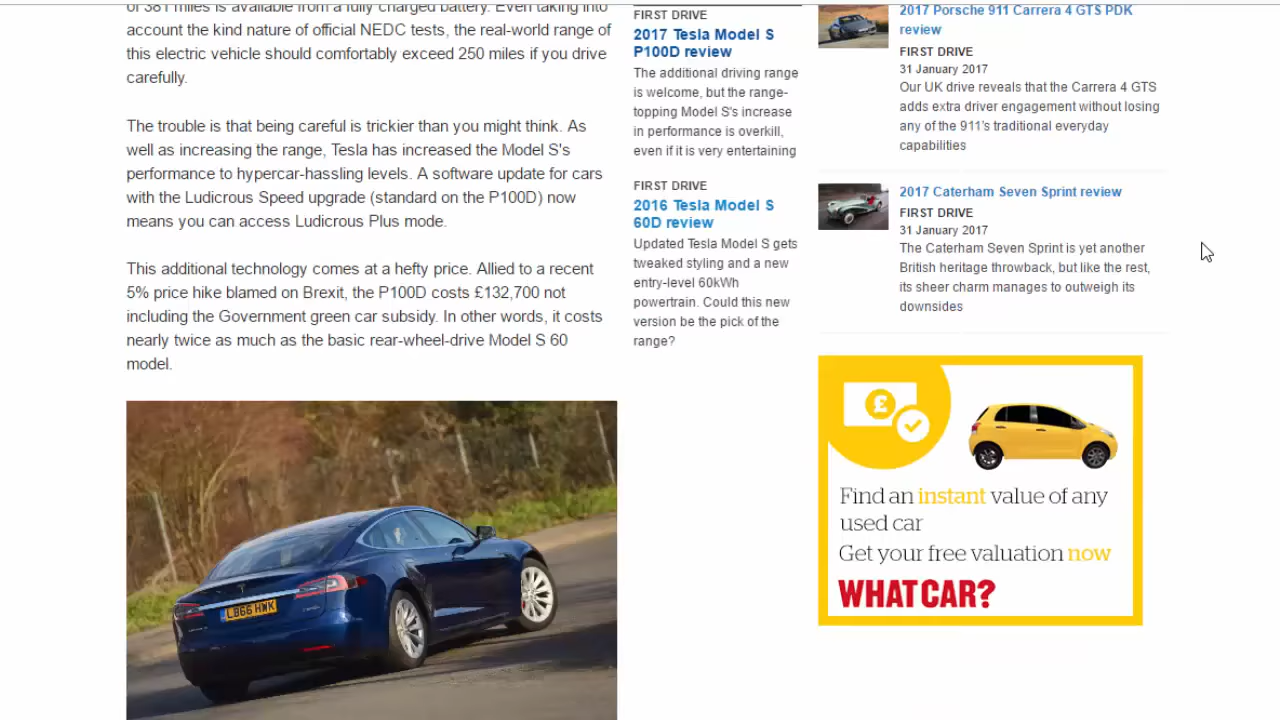 of 381 miles is available from a fully charged battery. Even taking into
account the kind nature of official NEDC tests, the real-world range of
this electric vehicle should comfortably exceed 250 miles if you drive
carefully.
The trouble is that being careful is trickier than you might think. As
well as increasing the range, Tesla has increased the Model S's
performance to hypercar-hassling levels. A software update for cars
with the Ludicrous Speed upgrade (standard on the P100D) now
means you can access Ludicrous Plus mode.
This additional technology comes at a hefty price. Allied to a recent
5% price hike blamed on Brexit, the P100D costs £132,700 not
including the Government green car subsidy. In other words, it costs
nearly twice as much as the basic rear-wheel-drive Model S 60
model.
LB66 HWK
FIRST DRIVE
2017 Tesla Model S
P100D review
The additional driving range
is welcome, but the range-
topping Model S's increase
in performance is overkill,
even if it is very entertaining
FIRST DRIVE
2016 Tesla Model S
60D review
Updated Tesla Model S gets
tweaked styling and a new
entry-level 60kWh
powertrain. Could this new
version be the pick of the
range?
2017 Porsche 911 Carrera 4 GTS PDK
review
FIRST DRIVE
31 January 2017
Our UK drive reveals that the Carrera 4 GTS
adds extra driver engagement without losing
any of the 911's traditional everyday
capabilities
2017 Caterham Seven Sprint review
FIRST DRIVE
31 January 2017
The Caterham Seven Sprint is yet another
British heritage throwback, but like the rest,
its sheer charm manages to outweigh its
downsides
£
Find an instant value of any
used car
Get your free valuation now
WHAT CAR?